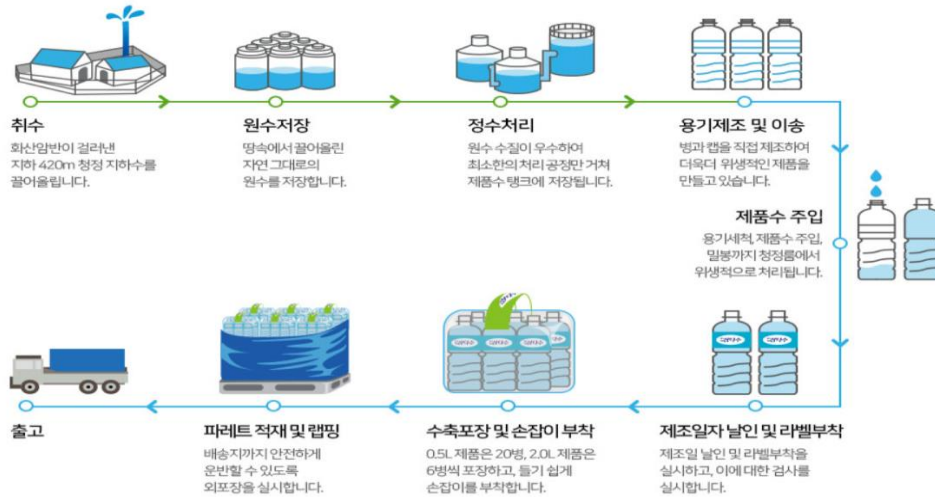 취수
화산암반이 걸러낸
지하 420m 청정 지하수를
끌어올립니다.
원수저장
땅속에서 끌어올린
자연 그대로의
원수를 저장합니다.
정수처리
원수 수질이 우수하여
최소한의 처리 공정만 거쳐
제품수 탱크에 저장됩니다.
용기제조 및 이송
병과 캡을 직접 제조하여
더욱더 위생적인 제품을
만들고 있습니다.
제품수 주입
용기세척, 제품수 주입,
밀봉까지 청정룸에서
위생적으로 처리됩니다.
제조일자 날인 및 라벨부착
제조일 날인 및 라벨부착을
실시하고, 이에 대한 검사를
실시합니다.
수축포장 및 손잡이 부착
0.5L 제품은 20병, 2.0L 제품은
6병씩 포장하고, 들기 쉽게
손잡이를 부착합니다.
파레트 적재 및 랩핑
배송지까지 안전하게
운반할 수 있도록
외포장을 실시합니다.
출고